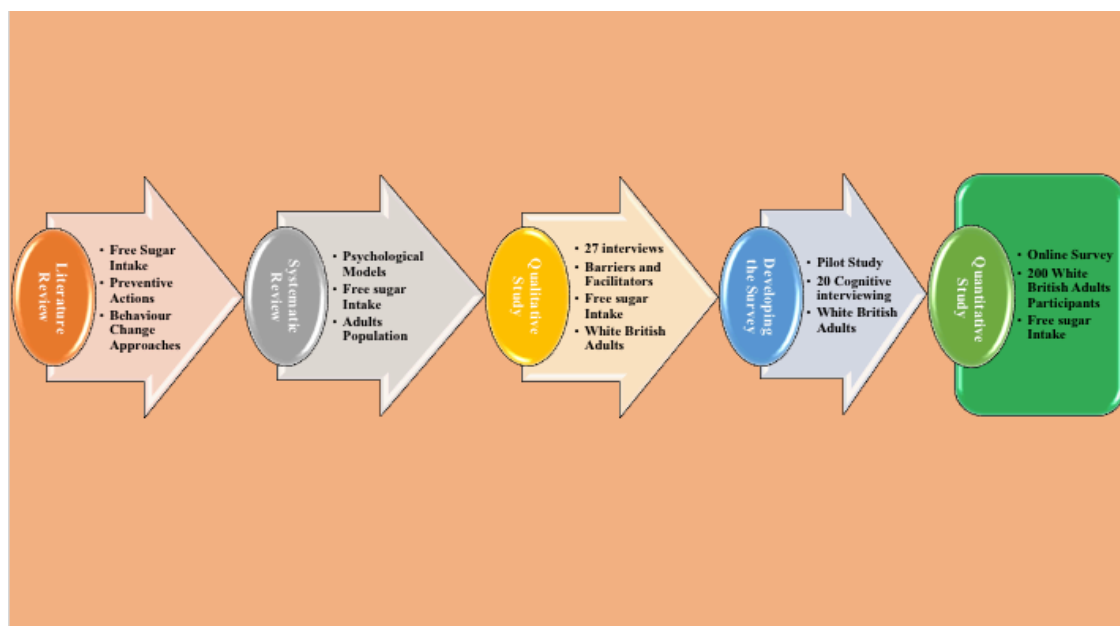 Literature
Review
• Free Sugar
Intake
• Preventive
Actions
• Behaviour
Change
Approaches
Systematic
Review
• Psychological
Models
• Free sugar
Intake
• Adults
Population
Qualitative
Study
• 27 interviews
• Barriers and
Facilitators
• Free sugar
Intake
• White British
Adults
Developing
the Survey
• Pilot Study
• 20 Cognitive
interviewing
• White British
Adults
Quantitative
Study
• Online Survey
• 200 White
British Adults
Participants
• Free sugar
Intake